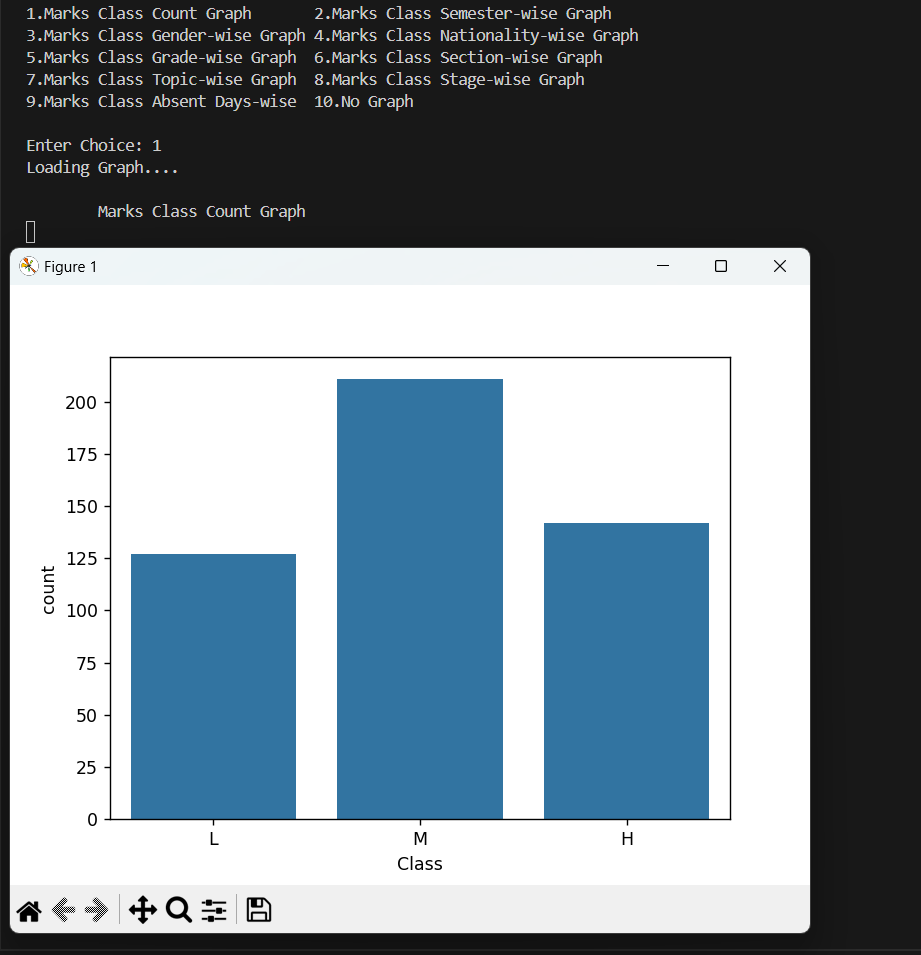 1.Marks Class Count Graph       2.Marks Class Semester-wise Graph
3.Marks Class Gender-wise Graph 4.Marks Class Nationality-wise Graph
5.Marks Class Grade-wise Graph  6.Marks Class Section-wise Graph
7.Marks Class Topic-wise Graph  8.Marks Class Stage-wise Graph
9.Marks Class Absent Days-wise  10.No Graph
Enter Choice: 1
Loading Graph....
Marks Class Count Graph
Figure 1
200
175
150
125
100
75
50
25
0
count
L M H
Class